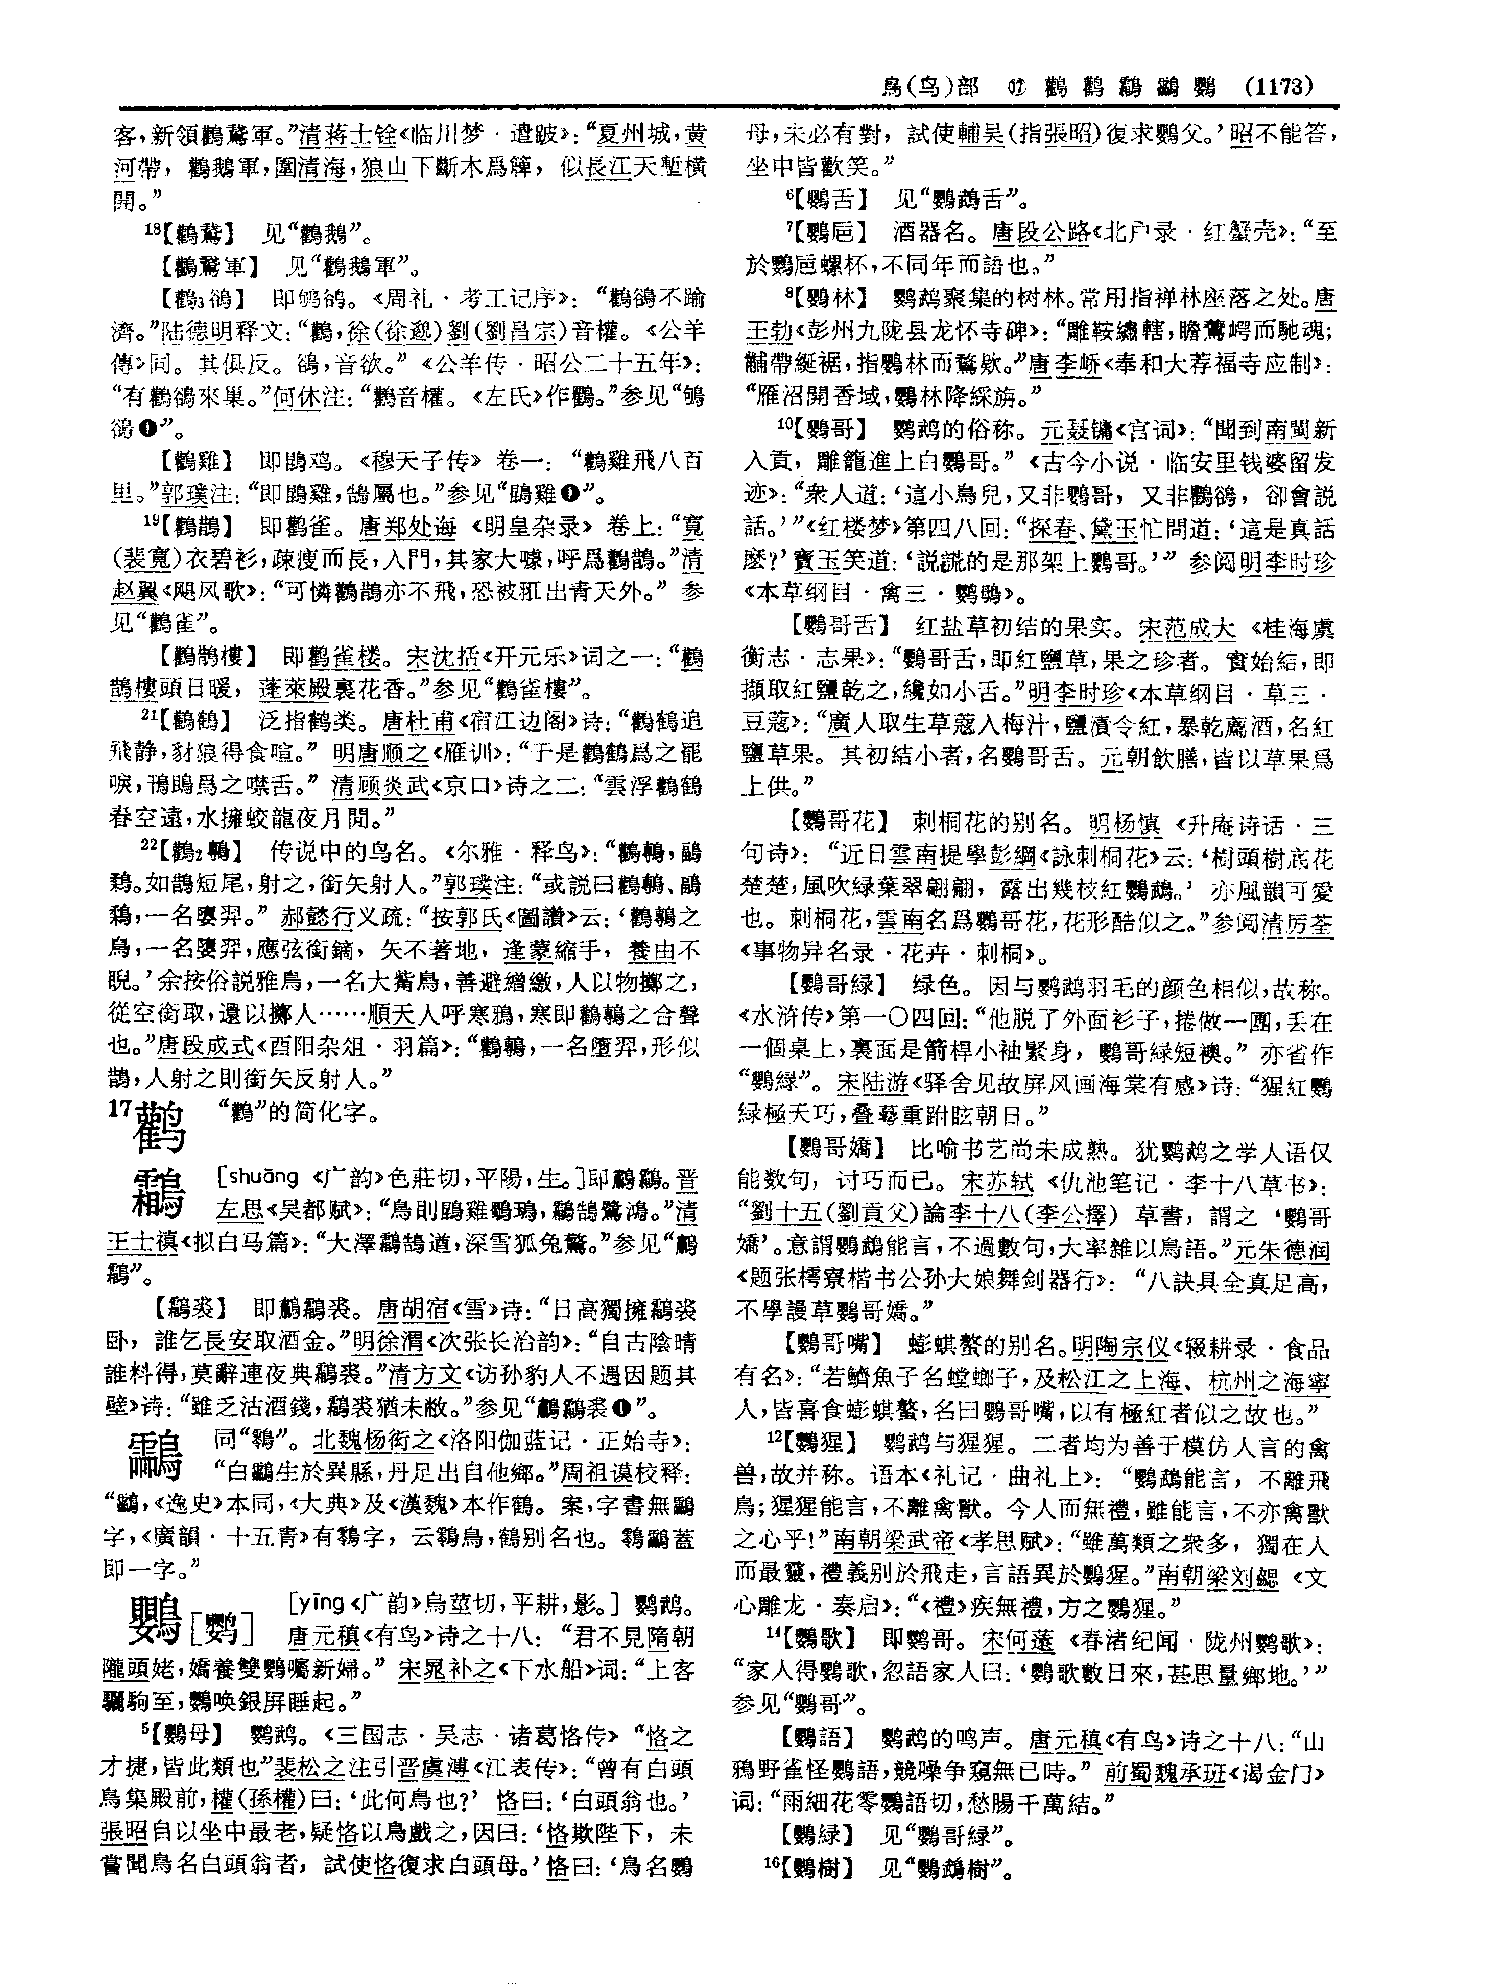 鳥(鸟)部 ⑰ 鸛 鹳 鸘 鸓 鸚 (1173)
客，新領鸛鵞軍。”清蒋士铨《临川梦·遣跛》：“夏州城，黄
河帶，鸛鵝軍，圍清海，狼山下斷木爲簰，似長江天塹橫
開。”
¹³【鸛鵞】 见“鸛鵝”。
【鸛鵞軍】 见“鸛鵝軍”。
【鸛₃鵒】 即鸲鹆。《周礼·考工记序》：“鸛鵒不踰
濟。”陆德明释文：“鸛，徐(徐邈)劉(劉昌宗)音權。《公羊
傳》同。其俱反。鵒，音欲。”《公羊传·昭公二十五年》：
“有鸛鵒來巢。”何休注：“鸛音權。《左氏》作鸜。”参见“鴝
鵒❶”。
【鸛雞】 即鹍鸡。《穆天子传》卷一：“鸛雞飛八百
里。”郭璞注：“即鵾雞，鵠屬也。”参见“鵾雞❶”。
¹⁹【鸛鵲】 即鹳雀。唐郑处诲《明皇杂录》卷上：“寬
(裴寬)衣碧衫，疎瘦而長，入門，其家大噱，呼爲鸛鵲。”清
赵翼《飓风歌》：“可憐鸛鵲亦不飛，恐被颭出青天外。”参
见“鸛雀”。
【鸛鵲樓】 即鹳雀楼。宋沈括《开元乐》词之一：“鸛
鵲樓頭日暖，蓬萊殿裏花香。”参见“鸛雀樓”。
²¹【鸛鶴】 泛指鹤类。唐杜甫《宿江边阁》诗：“鸛鶴追
飛静，豺狼得食喧。”明唐顺之《雁训》：“于是鸛鶴爲之罷
唳，鴇鴠爲之噤舌。”清顾炎武《京口》诗之二：“雲浮鸛鶴
春空遠，水擁蛟龍夜月閒。”
²²【鸛₂鷒】 传说中的鸟名。《尔雅·释鸟》：“鸛鷒，鶝
鶔。如鵲短尾，射之，銜矢射人。”郭璞注：“或説曰鸛鷒、鶝
鶔，一名墮羿。”郝懿行义疏：“按郭氏《圖讚》云：‘鸛鷒之
鳥，一名墮羿，應弦銜鏑，矢不著地，逢蒙縮手，養由不
睨。’余按俗説雅鳥，一名大觜鳥，善避繒繳，人以物擲之，
從空銜取，還以擲人……順天人呼寒鴉，寒即鸛鷒之合聲
也。”唐段成式《酉阳杂俎·羽篇》：“鸛鷒，一名墮羿，形似
鵲，人射之則銜矢反射人。”
17鹳 “鸛”的简化字。
鸘 [shuāng《广韵》色莊切，平陽，生。]即鸕鸘。晋
左思《吴都赋》：“鳥則鵾雞鸀鳿，鸘鵠鷺鴻。”清
王士禛《拟白马篇》：“大澤鸘鵠道，深雪狐兔驚。”参见“鷫
鸘”。
【鸘裘】 即鷫鸘裘。唐胡宿《雪》诗：“日高獨擁鸘裘
卧，誰乞長安取酒金。”明徐渭《次张长治韵》：“自古陰晴
誰料得，莫辭連夜典鸘裘。”清方文《访孙豹人不遇因题其
壁》诗：“雖乏沽酒錢，鸘裘猶未敝。”参见“鷫鸘裘❶”。
同“鶄”。北魏杨衒之《洛阳伽蓝记·正始寺》：
“白生於異縣，丹足出自他鄉。”周祖谟校释：
“，《逸史》本同，《大典》及《漢魏》本作鶴。案，字書無
字，《廣韻·十五青》有字，云鳥，鶴别名也。蓋
即一字。”
鸚[鹦] [yīng《广韵》烏莖切，平耕，影。] 鹦鹉。
唐元稹《有鸟》诗之十八：“君不見隋朝
隴頭姥，嬌養雙鸚囑新婦。”宋晁补之《下水船》词：“上客
驪駒至，鸚唤銀屏睡起。”
⁵【鸚母】 鹦鹉。《三国志·吴志·诸葛恪传》“恪之
才捷，皆此類也”裴松之注引晋虞溥《江表传》：“曾有白頭
鳥集殿前，權(孫權)曰：‘此何鳥也？’恪曰：‘白頭翁也。’
張昭自以坐中最老，疑恪以鳥戲之，因曰：‘恪欺陛下，未
嘗聞鳥名白頭翁者，試使恪復求白頭母。’恪曰：‘鳥名鸚
母，未必有對，試使輔吴(指張昭)復求鸚父。’昭不能答，
坐中皆歡笑。”
⁶【鸚舌】 见“鸚鵡舌”。
⁷【鸚巵】 酒器名。唐段公路《北户录·红蟹壳》：“至
於鸚巵螺杯，不同年而語也。”
⁸【鸚林】 鹦鹉聚集的树林。常用指禅林座落之处。唐
王勃《彭州九陇县龙怀寺碑》：“雕鞍繡轄，瞻鷲崿而馳魂；
黼帶綖裾，指鸚林而驁欵。”唐李峤《奉和大荐福寺应制》：
“雁沼開香域，鸚林降綵旃。”
¹⁰【鸚哥】 鹦鹉的俗称。元聂镛《宫词》：“聞到南閩新
入貢，雕籠進上白鸚哥。”《古今小说·临安里钱婆留发
迹》：“衆人道：‘這小鳥兒，又非鸚哥，又非鸜鵒，卻會説
話。’”《红楼梦》第四八回：“探春、黛玉忙問道：‘這是真話
麽？’寶玉笑道：‘説謊的是那架上鸚哥。’”参阅明李时珍
《本草纲目·禽三·鹦䳇》。
【鸚哥舌】 红盐草初结的果实。宋范成大《桂海虞
衡志·志果》：“鸚哥舌，即紅鹽草，果之珍者。實始結，即
擷取紅鹽乾之，纔如小舌。”明李时珍《本草纲目·草三·
豆蔻》：“廣人取生草蔻入梅汁，鹽漬令紅，暴乾薦酒，名紅
鹽草果。其初結小者，名鸚哥舌。元朝飲膳，皆以草果爲
上供。”
【鸚哥花】 刺桐花的别名。明杨慎《升庵诗话·三
句诗》：“近日雲南提學彭綱《詠刺桐花》云：‘樹頭樹底花
楚楚，風吹緑葉翠翩翩，露出幾枝紅鸚鵡。’亦風韻可愛
也。刺桐花，雲南名爲鸚哥花，花形酷似之。”参阅清厉荃
《事物异名录·花卉·刺桐》。
【鸚哥緑】 绿色。因与鹦鹉羽毛的颜色相似，故称。
《水浒传》第一〇四回：“他脱了外面衫子，捲做一團，丢在
一個桌上，裏面是箭桿小袖緊身，鸚哥緑短襖。”亦省作
“鸚緑”。宋陆游《驿舍见故屏风画海棠有感》诗：“猩紅鸚
緑極天巧，疊萼重跗眩朝日。”
【鸚哥嬌】 比喻书艺尚未成熟。犹鹦鹉之学人语仅
能数句，讨巧而已。宋苏轼《仇池笔记·李十八草书》：
“劉十五(劉貢父)論李十八(李公擇)草書，謂之‘鸚哥
嬌’。意謂鸚鵡能言，不過數句，大率雜以鳥語。”元朱德润
《题张樗寮楷书公孙大娘舞剑器行》：“八訣具全真足高，
不學謾草鸚哥嬌。”
【鸚哥嘴】 蟛蜞螯的别名。明陶宗仪《辍耕录·食品
有名》：“若鱭魚子名螳螂子，及松江之上海、杭州之海寧
人，皆喜食蟛蜞螯，名曰鸚哥嘴，以有極紅者似之故也。”
¹²【鸚猩】 鹦鹉与猩猩。二者均为善于模仿人言的禽
兽，故并称。语本《礼记·曲礼上》：“鸚鵡能言，不離飛
鳥；猩猩能言，不離禽獸。今人而無禮，雖能言，不亦禽獸
之心乎！”南朝梁武帝《孝思赋》：“雖萬類之衆多，獨在人
而最靈，禮義别於飛走，言語異於鸚猩。”南朝梁刘勰《文
心雕龙·奏启》：“《禮》疾無禮，方之鸚猩。”
¹⁴【鸚歌】 即鹦哥。宋何薳《春渚纪闻·陇州鹦歌》：
“家人得鸚歌，忽語家人曰：‘鸚歌數日來，甚思量鄉地。’”
参见“鸚哥”。
【鸚語】 鹦鹉的鸣声。唐元稹《有鸟》诗之十八：“山
鴉野雀怪鸚語，競噪争窺無已時。”前蜀魏承班《谒金门》
词：“雨細花零鸚語切，愁腸千萬結。”
【鸚緑】 见“鸚哥緑”。
¹⁶【鸚樹】 见“鸚鵡樹”。